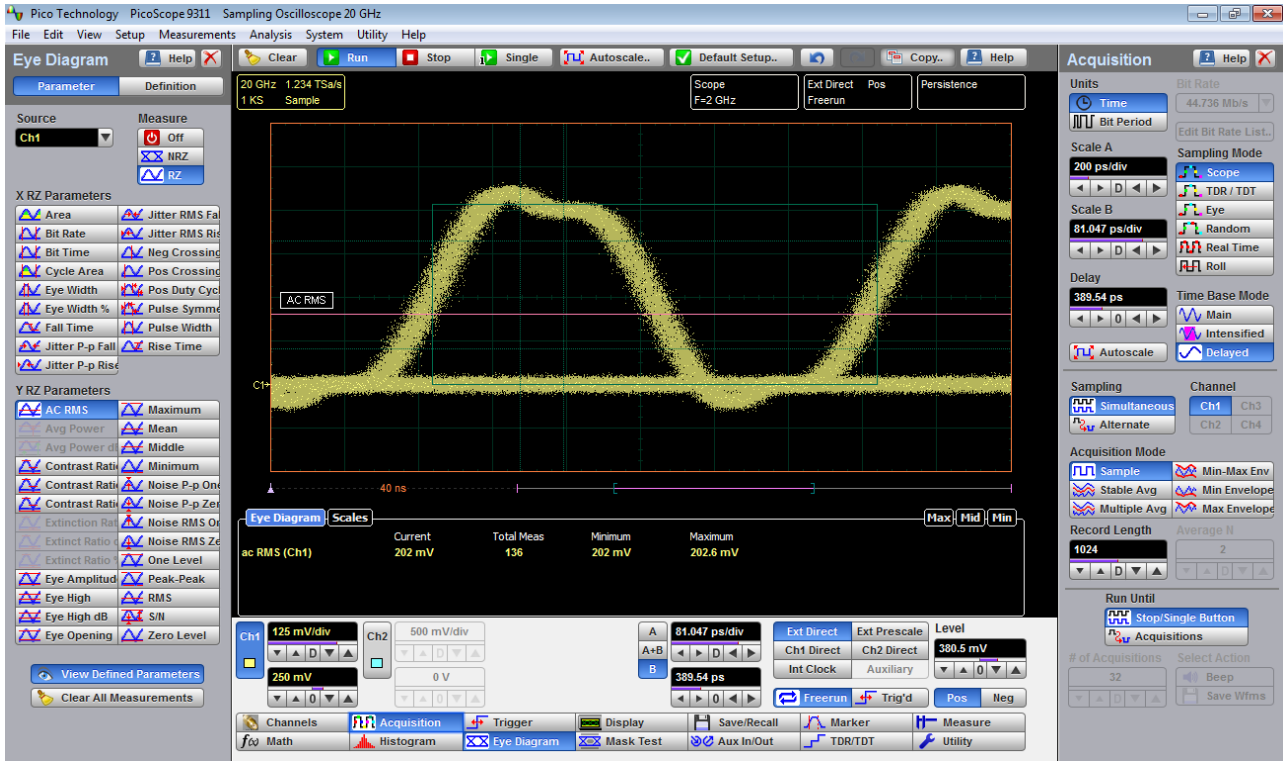 Pico Technology PicoScope 9311 Sampling Oscilloscope 20 GHz
File Edit View Setup Measurements Analysis System Utility Help
Eye Diagram Help
Parameter Definition
Source Measure
Ch1 Off
NRZ
RZ
X RZ Parameters
Area Jitter RMS Fal
Bit Rate Jitter RMS Ris
Bit Time Neg Crossing
Cycle Area Pos Crossing
Eye Width Pos Duty Cycl
Eye Width % Pulse Symme
Fall Time Pulse Width
Jitter P-p Fall Rise Time
Jitter P-p Rise
Y RZ Parameters
AC RMS Maximum
Avg Power Mean
Avg Power dB Middle
Contrast Rati Minimum
Contrast Rati Noise P-p One
Contrast Rati Noise P-p Zer
Extinction Rat Noise RMS On
Extinct Ratio Noise RMS Ze
Extinct Ratio One Level
Eye Amplitud Peak-Peak
Eye High RMS
Eye High dB S/N
Eye Opening Zero Level
View Defined Parameters
Clear All Measurements
Clear Run Stop Single Autoscale.. Default Setup.. Copy.. Help
20 GHz 1.234 TSa/s
1 KS Sample
Scope
F=2 GHz
Ext Direct Pos
Freerun
Persistence
AC RMS
C1
40 ns
Eye Diagram Scales Max Mid Min
Current Total Meas Minimum Maximum
ac RMS (Ch1) 202 mV 136 202 mV 202.6 mV
Ch1 125 mV/div Ch2 500 mV/div A 81.047 ps/div Ext Direct Ext Prescale Level
D D A+B D Ch1 Direct Ch2 Direct 380.5 mV
250 mV 0 V B 389.54 ps Int Clock Auxiliary 0
0 0 0 Freerun Trig'd Pos Neg
Channels Acquisition Trigger Display Save/Recall Marker Measure
f(x) Math Histogram Eye Diagram Mask Test Aux In/Out TDR/TDT Utility
Acquisition Help
Units Bit Rate
Time 44.736 Mb/s
Bit Period Edit Bit Rate List..
Scale A Sampling Mode
200 ps/div Scope
D TDR / TDT
Scale B Eye
81.047 ps/div Random
D Real Time
Roll
Delay
389.54 ps Time Base Mode
0 Main
Intensified
Autoscale Delayed
Sampling Channel
Simultaneous Ch1 Ch3
Alternate Ch2 Ch4
Acquisition Mode
Sample Min-Max Env
Stable Avg Min Envelope
Multiple Avg Max Envelope
Record Length Average N
1024 2
D D
Run Until
Stop/Single Button
Acquisitions
# of Acquisitions Select Action
32 Beep
D Save Wfms